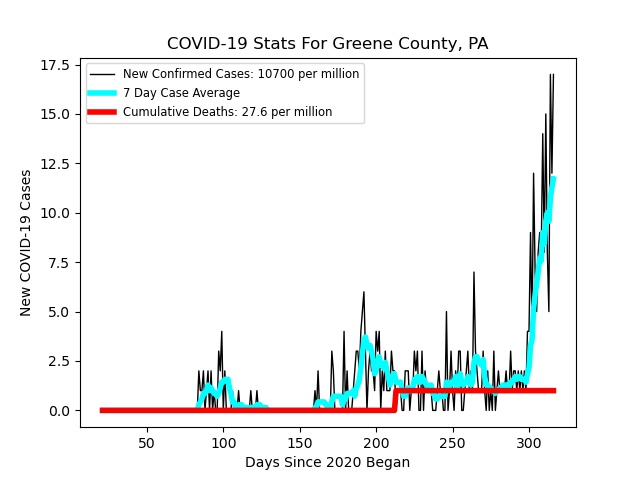 COVID-19 Stats For Greene County, PA
New Confirmed Cases: 10700 per million
7 Day Case Average
Cumulative Deaths: 27.6 per million
17.5
15.0
12.5
10.0
7.5
5.0
2.5
0.0
New COVID-19 Cases
50 100 150 200 250 300
Days Since 2020 Began